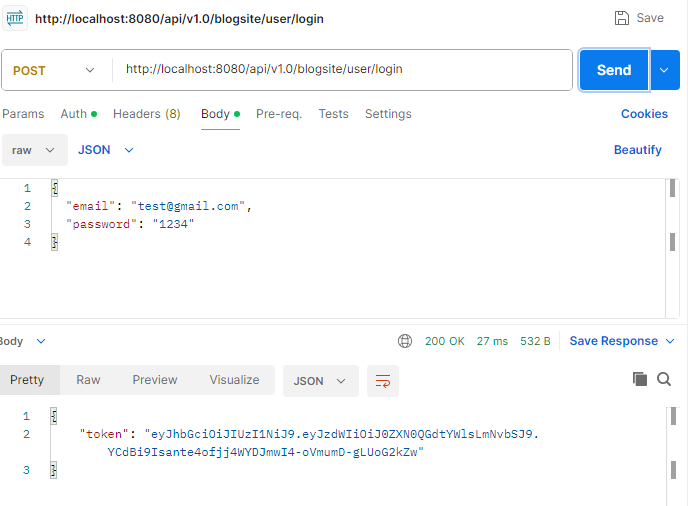 HTTP http://localhost:8080/api/v1.0/blogsite/user/login Save
POST http://localhost:8080/api/v1.0/blogsite/user/login Send
Params Auth Headers (8) Body Pre-req. Tests Settings Cookies
raw JSON Beautify
1 {
2 "email": "test@gmail.com",
3 "password": "1234"
4 }
Body 200 OK 27 ms 532 B Save Response
Pretty Raw Preview Visualize JSON
1 {
2 "token": "eyJhbGciOiJIUzI1NiJ9.eyJzdWIiOiJ0ZXN0QGdtYWlsLmNvbSJ9.
YCdBi9Isante4ofjj4WYDJmwI4-oVmumD-gLUoG2kZw"
3 }